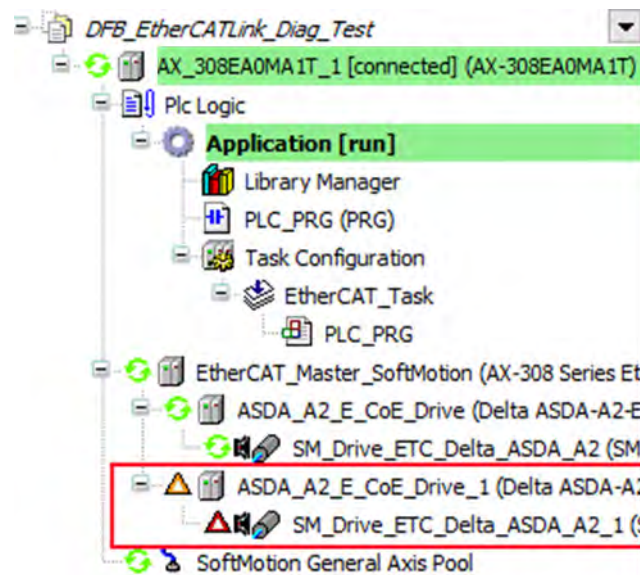 DFB_EtherCATLink_Diag_Test
AX_308EA0MA1T_1 [connected] (AX-308EA0MA1T)
Plc Logic
Application [run]
Library Manager
PLC_PRG (PRG)
Task Configuration
EtherCAT_Task
PLC_PRG
EtherCAT_Master_SoftMotion (AX-308 Series Et
ASDA_A2_E_CoE_Drive (Delta ASDA-A2-E
SM_Drive_ETC_Delta_ASDA_A2 (SM
ASDA_A2_E_CoE_Drive_1 (Delta ASDA-A2
SM_Drive_ETC_Delta_ASDA_A2_1 (S
SoftMotion General Axis Pool